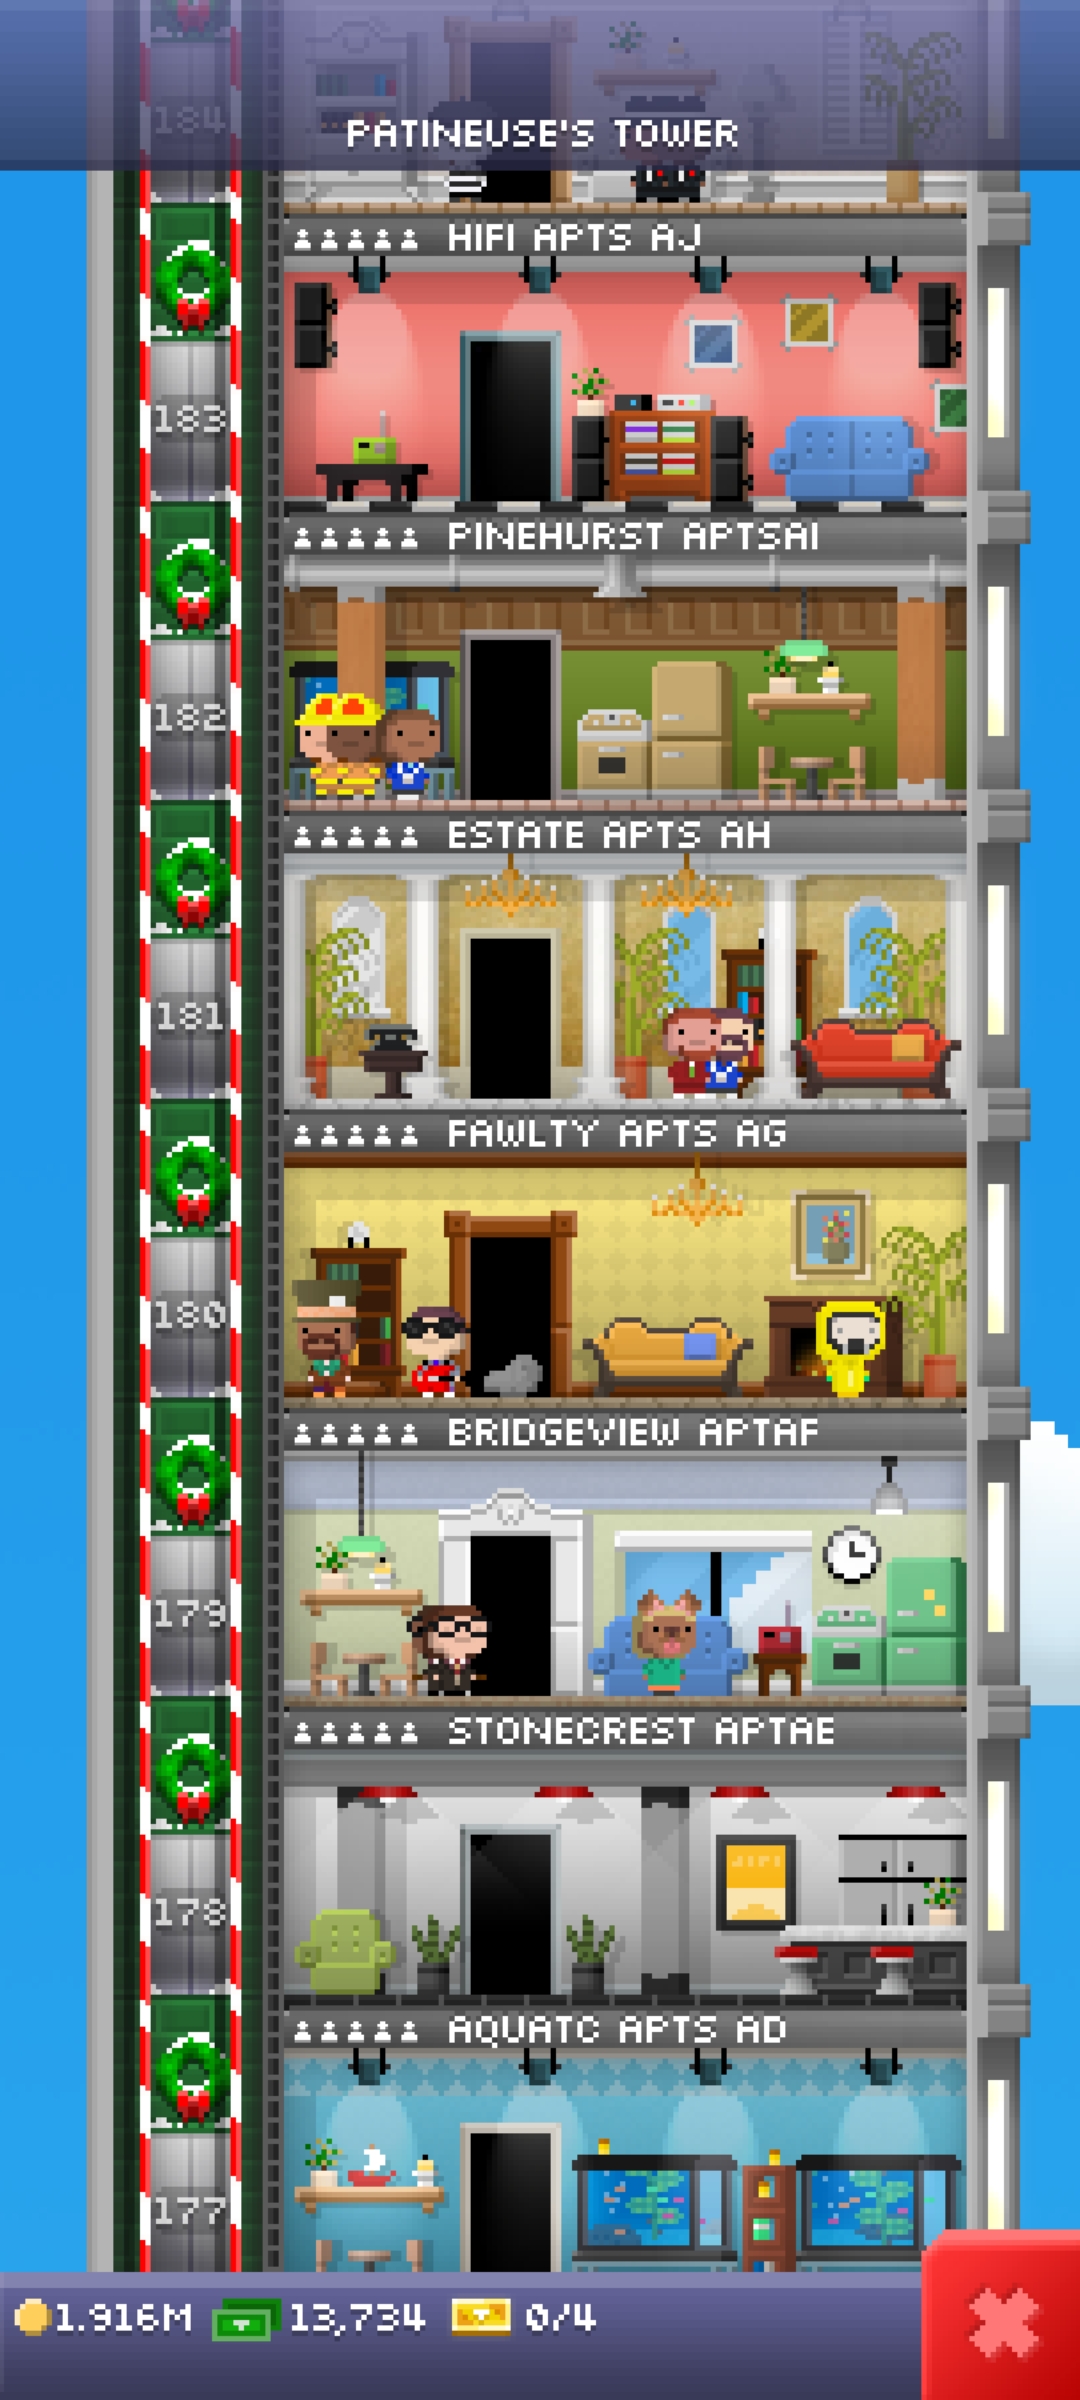 184
PATINEUSE'S TOWER
HIFI APTS AJ
183
PINEHURST APTSAI
182
ESTATE APTS AH
181
FAWLTY APTS AG
180
BRIDGEVIEW APTAF
179
STONECREST APTAE
178
AQUATC APTS AD
177
1.916M 13,734 0/4